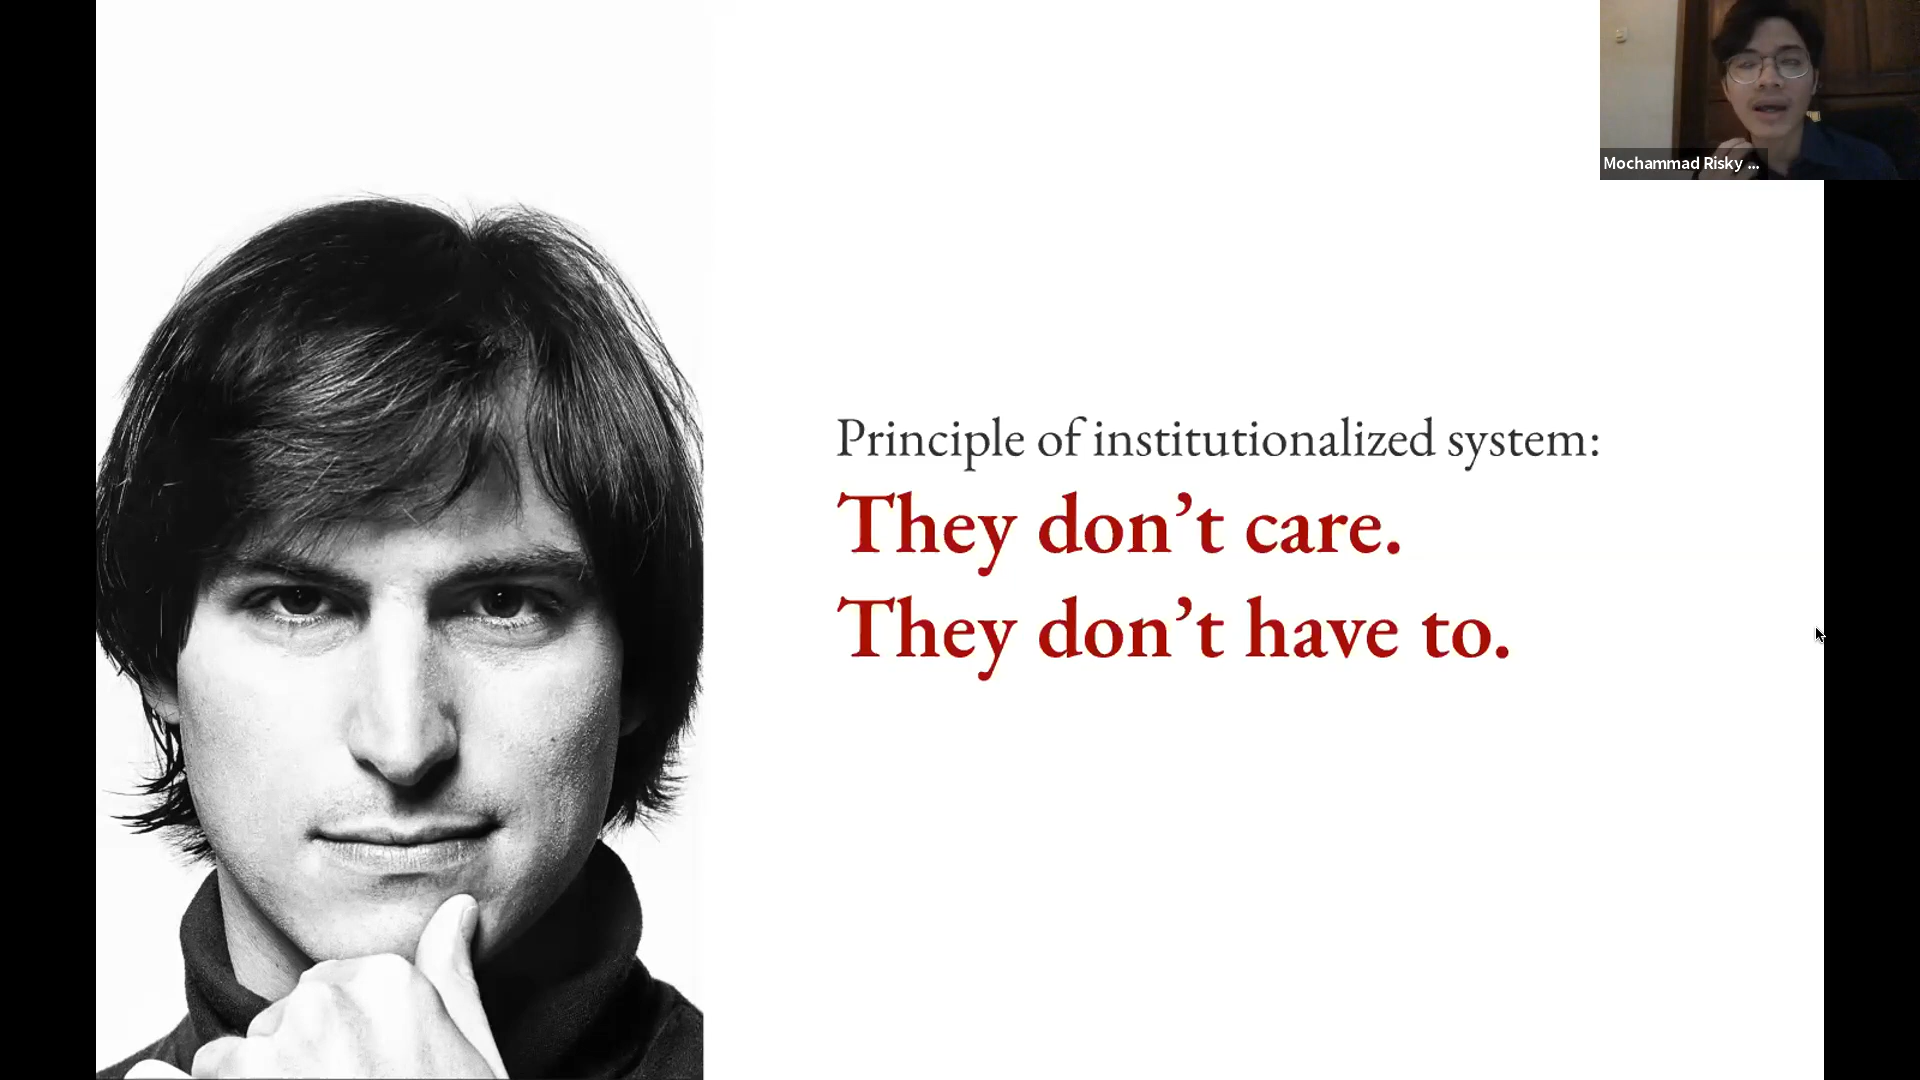 Mochammad Risky ...
Principle of institutionalized system:
They don’t care.
They don’t have to.